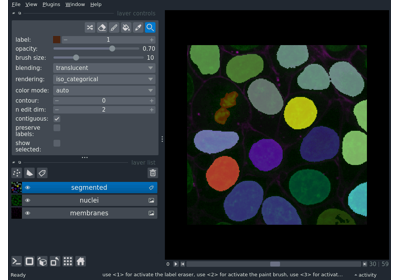 File View Plugins Window Help
layer controls
label: 1
opacity: 0.70
brush size: 10
blending: translucent
rendering: iso_categorical
color mode: auto
contour: 0
n edit dim: 2
contiguous:
preserve
labels:
show
selected:
layer list
segmented
nuclei
membranes
30 59
Ready
use <1> for activate the label eraser, use <2> for activate the paint brush, use <3> for activat...
activity